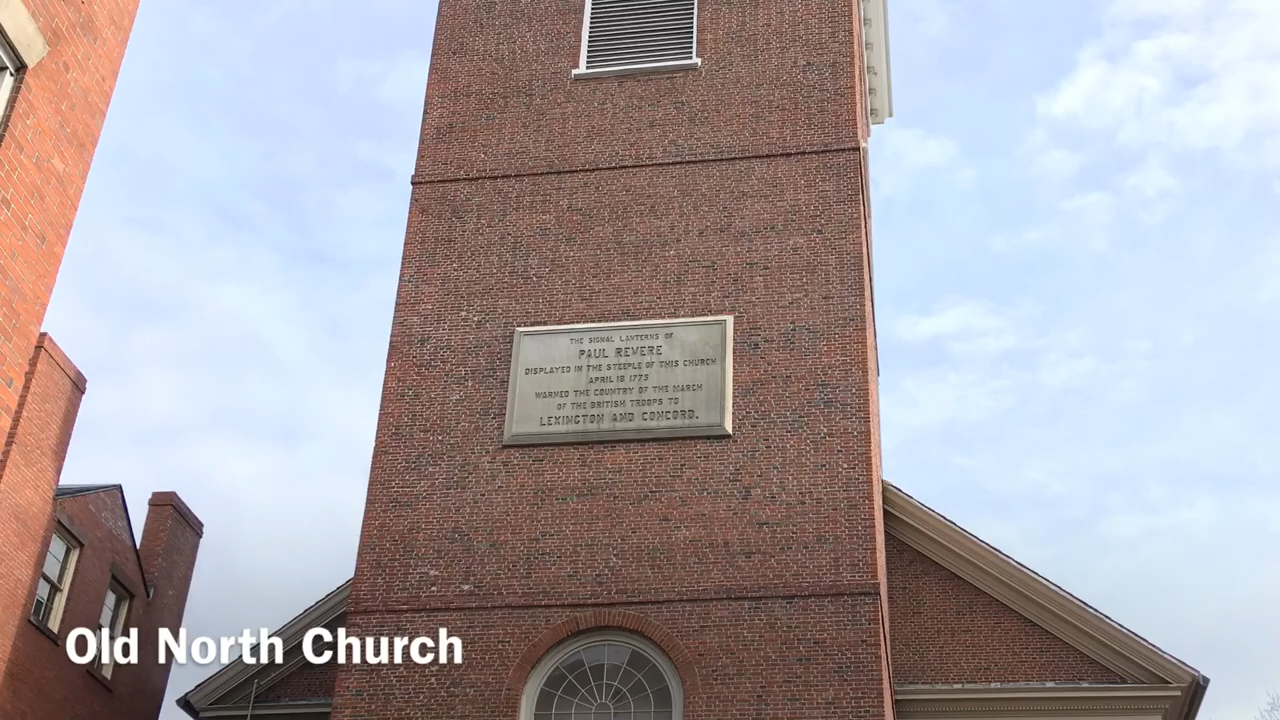 THE SIGNAL LANTERNS OF
PAUL REVERE
DISPLAYED IN THE STEEPLE OF THIS CHURCH
APRIL 18 1775
WARNED THE COUNTRY OF THE MARCH
OF THE BRITISH TROOPS TO
LEXINGTON AND CONCORD.
Old North Church